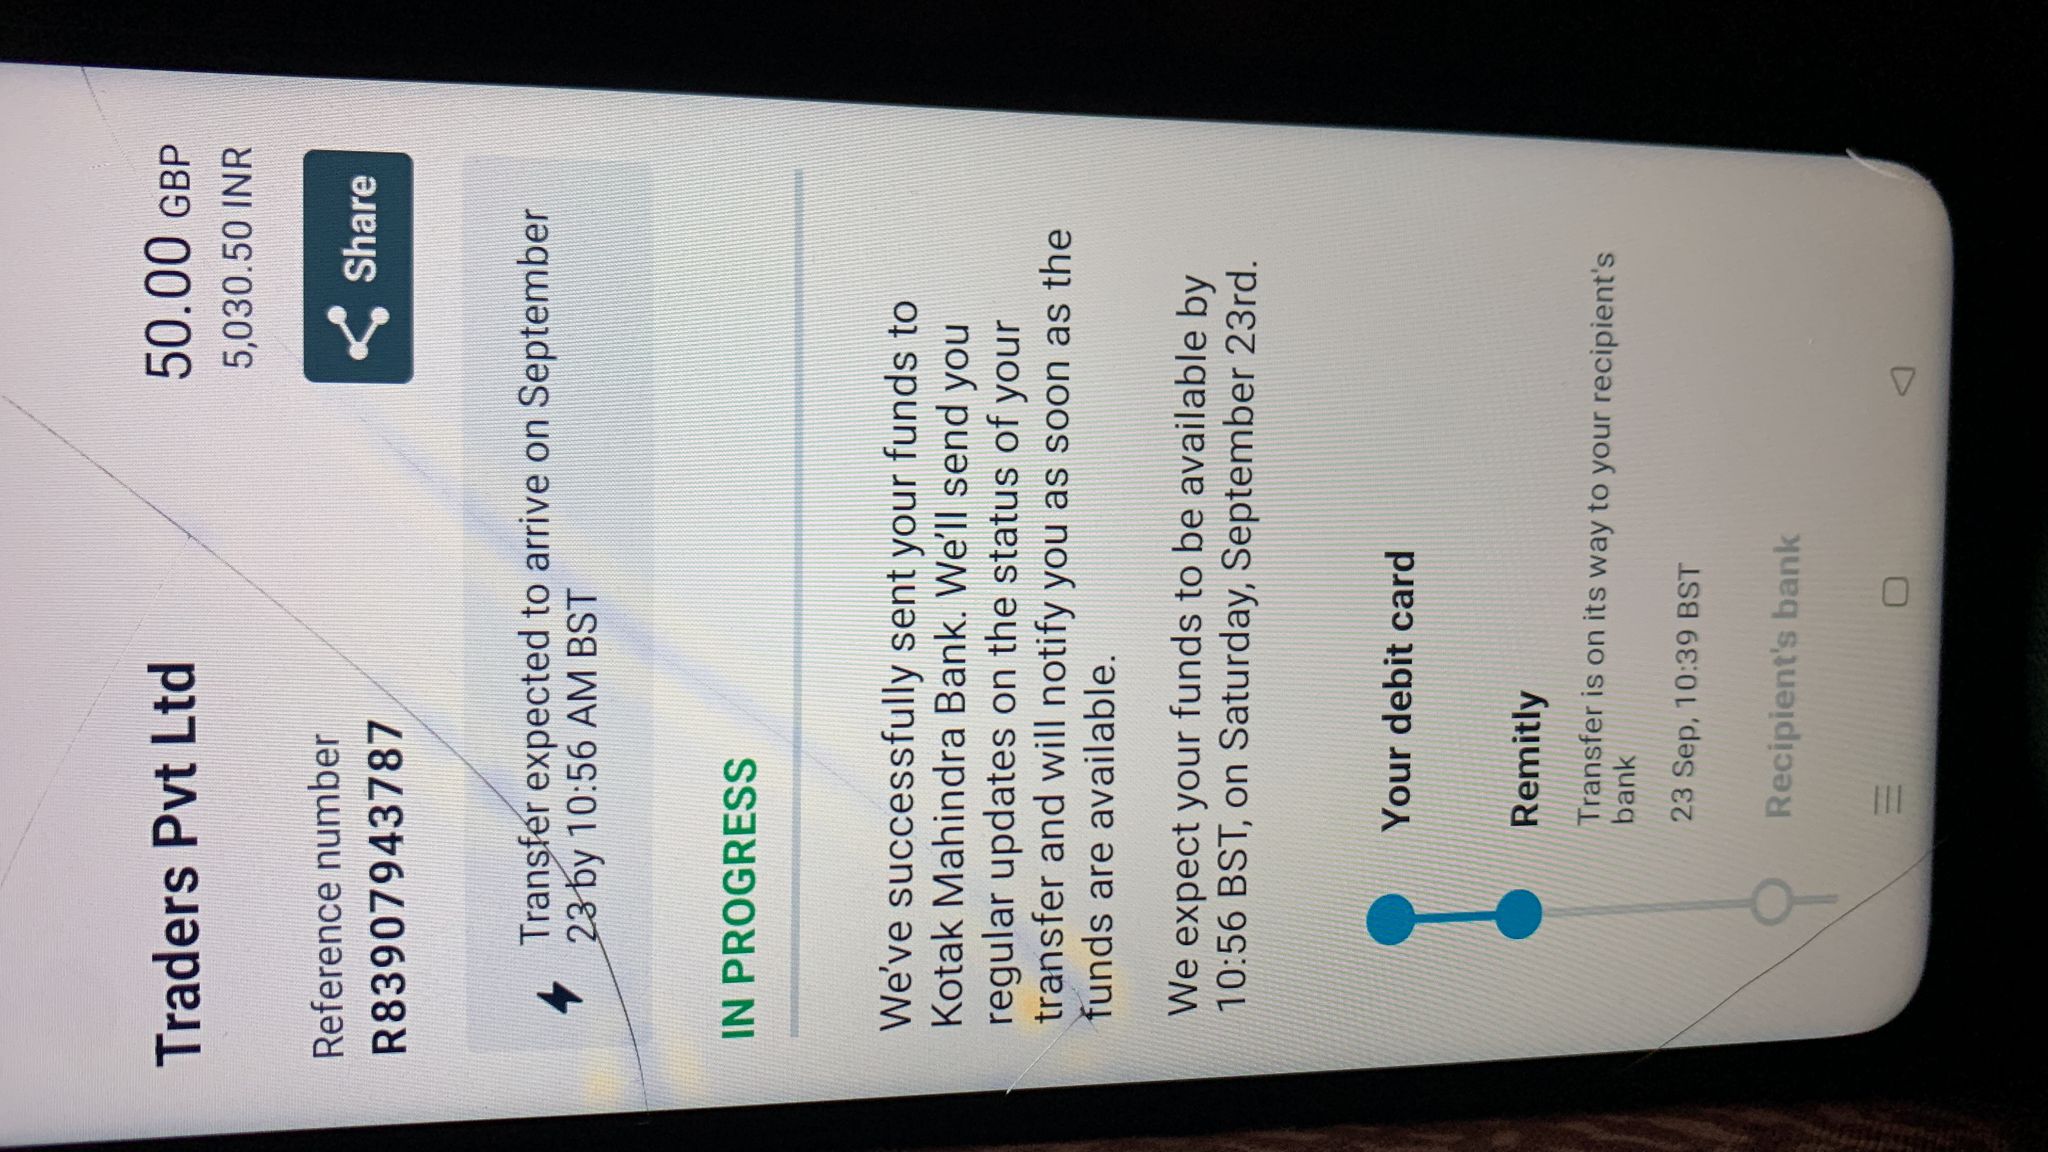 Traders Pvt Ltd
50.00 GBP
5,030.50 INR
Reference number
R83907943787
Share
Transfer expected to arrive on September
23 by 10:56 AM BST
IN PROGRESS
We've successfully sent your funds to
Kotak Mahindra Bank. We'll send you
regular updates on the status of your
transfer and will notify you as soon as the
funds are available.
We expect your funds to be available by
10:56 BST, on Saturday, September 23rd.
Your debit card
Remitly
Transfer is on its way to your recipient's
bank
23 Sep, 10:39 BST
Recipient's bank